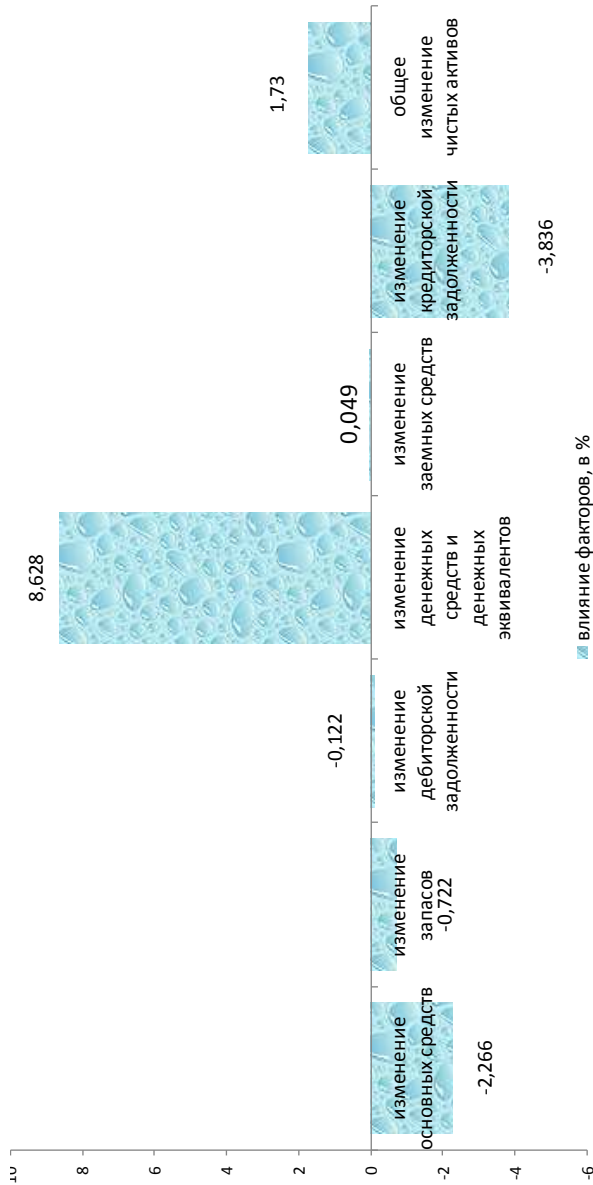 10
8
6
4
2
0
-2
-4
-6
-2,266
изменение
основных средств
-0,722
изменение
запасов
-0,122
изменение
дебиторской
задолженности
8,628
изменение
денежных
средств и
денежных
эквивалентов
0,049
изменение
заемных средств
-3,836
изменение
кредиторской
задолженности
1,73
общее
изменение
чистых активов
влияние факторов, в %